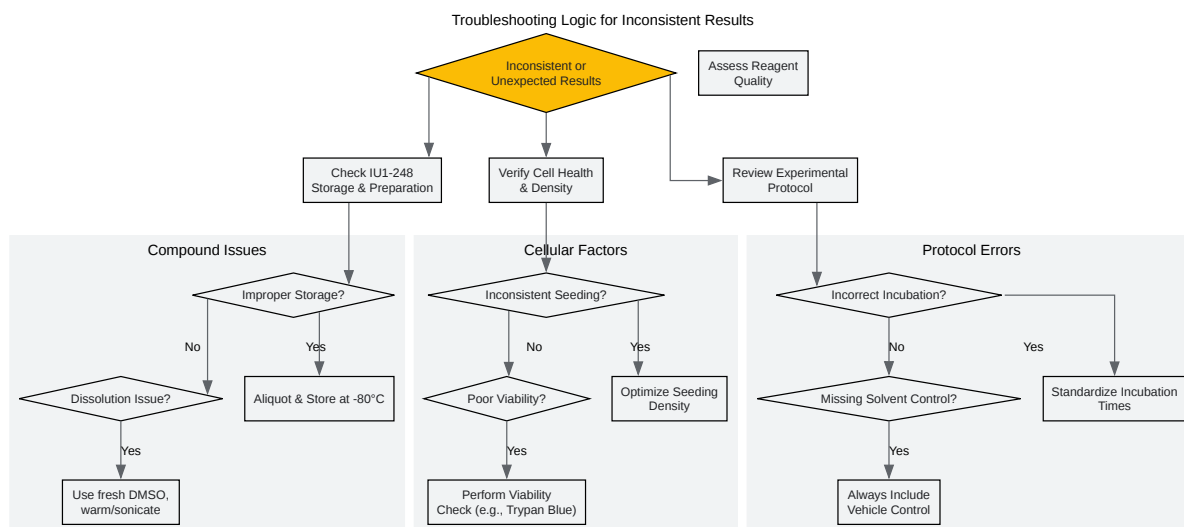 Troubleshooting Logic for Inconsistent Results
Inconsistent or
Unexpected Results
Assess Reagent
Quality
Check IU1-248
Storage & Preparation
Verify Cell Health
& Density
Review Experimental
Protocol
Compound Issues
Cellular Factors
Protocol Errors
Improper Storage?
Inconsistent Seeding?
Incorrect Incubation?
No
Yes
No
Yes
No
Yes
Dissolution Issue?
Aliquot & Store at -80°C
Poor Viability?
Optimize Seeding
Density
Missing Solvent Control?
Standardize Incubation
Times
Yes
Yes
Yes
Use fresh DMSO,
warm/sonicate
Perform Viability
Check (e.g., Trypan Blue)
Always Include
Vehicle Control